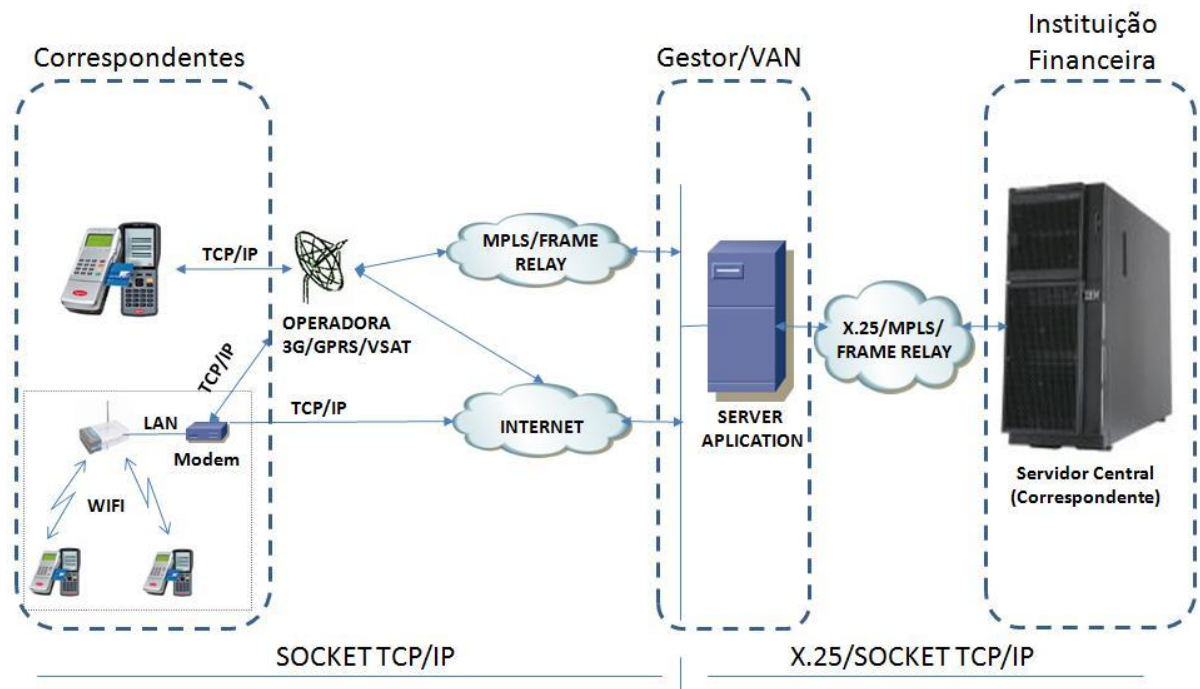 Correspondentes
Gestor/VAN
Instituição
Financeira
TCP/IP
OPERADORA
3G/GPRS/VSAT
MPLS/FRAME
RELAY
TCP/IP
TCP/IP
INTERNET
LAN
Modem
WIFI
SERVER
APLICATION
X.25/MPLS/
FRAME RELAY
IBM
Servidor Central
(Correspondente)
SOCKET TCP/IP
X.25/SOCKET TCP/IP